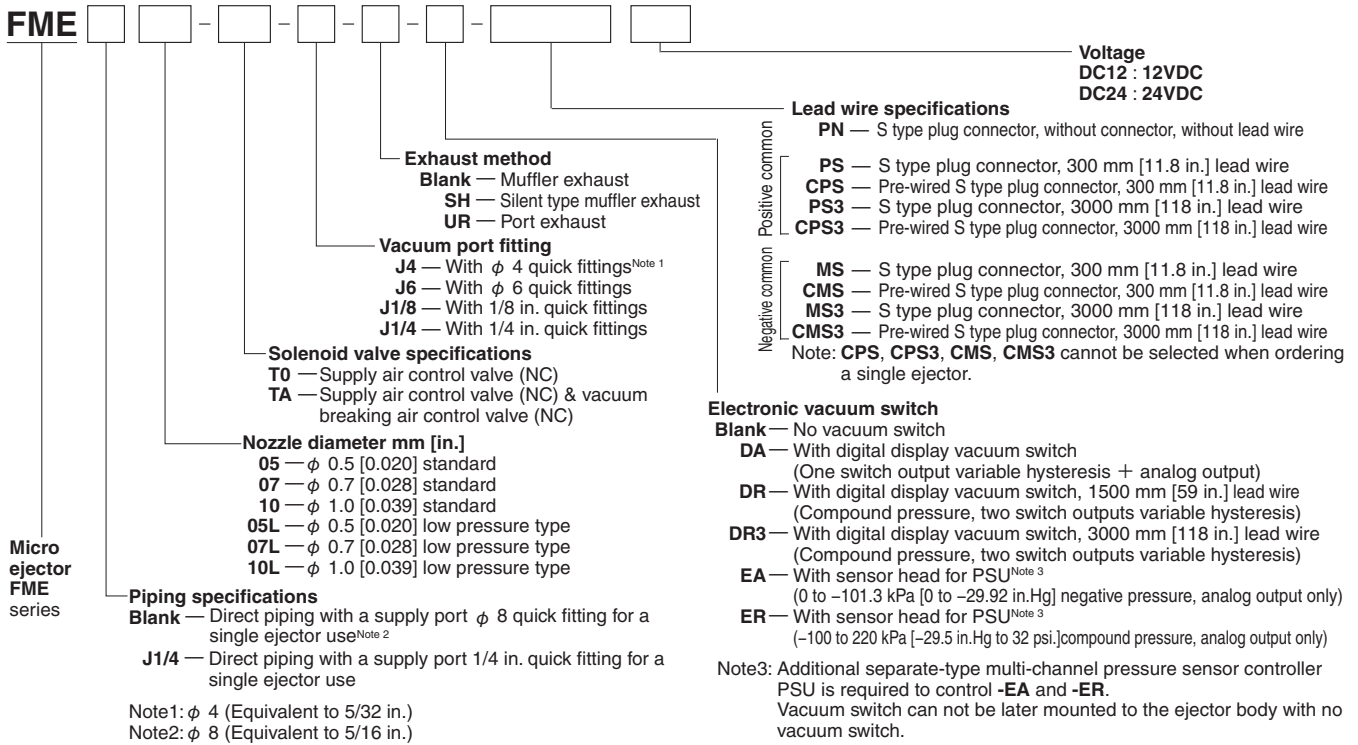 FME – – – – –
Voltage
DC12 : 12VDC
DC24 : 24VDC
Lead wire specifications
PN — S type plug connector, without connector, without lead wire
Positive common
PS — S type plug connector, 300 mm [11.8 in.] lead wire
CPS — Pre-wired S type plug connector, 300 mm [11.8 in.] lead wire
PS3 — S type plug connector, 3000 mm [118 in.] lead wire
CPS3 — Pre-wired S type plug connector, 3000 mm [118 in.] lead wire
Negative common
MS — S type plug connector, 300 mm [11.8 in.] lead wire
CMS — Pre-wired S type plug connector, 300 mm [11.8 in.] lead wire
MS3 — S type plug connector, 3000 mm [118 in.] lead wire
CMS3 — Pre-wired S type plug connector, 3000 mm [118 in.] lead wire
Note: CPS, CPS3, CMS, CMS3 cannot be selected when ordering
a single ejector.
Electronic vacuum switch
Blank — No vacuum switch
DA — With digital display vacuum switch
(One switch output variable hysteresis + analog output)
DR — With digital display vacuum switch, 1500 mm [59 in.] lead wire
(Compound pressure, two switch outputs variable hysteresis)
DR3 — With digital display vacuum switch, 3000 mm [118 in.] lead wire
(Compound pressure, two switch outputs variable hysteresis)
EA — With sensor head for PSU Note 3
(0 to −101.3 kPa [0 to −29.92 in.Hg] negative pressure, analog output only)
ER — With sensor head for PSU Note 3
(−100 to 220 kPa [−29.5 in.Hg to 32 psi.]compound pressure, analog output only)
Note3: Additional separate-type multi-channel pressure sensor controller
PSU is required to control -EA and -ER.
Vacuum switch can not be later mounted to the ejector body with no
vacuum switch.
Exhaust method
Blank — Muffler exhaust
SH — Silent type muffler exhaust
UR — Port exhaust
Vacuum port fitting
J4 — With φ 4 quick fittings Note 1
J6 — With φ 6 quick fittings
J1/8 — With 1/8 in. quick fittings
J1/4 — With 1/4 in. quick fittings
Solenoid valve specifications
T0 — Supply air control valve (NC)
TA — Supply air control valve (NC) & vacuum
breaking air control valve (NC)
Nozzle diameter mm [in.]
05 — φ 0.5 [0.020] standard
07 — φ 0.7 [0.028] standard
10 — φ 1.0 [0.039] standard
05L — φ 0.5 [0.020] low pressure type
07L — φ 0.7 [0.028] low pressure type
10L — φ 1.0 [0.039] low pressure type
Piping specifications
Blank — Direct piping with a supply port φ 8 quick fitting for a
single ejector use Note 2
J1/4 — Direct piping with a supply port 1/4 in. quick fitting for a
single ejector use
Note1: φ 4 (Equivalent to 5/32 in.)
Note2: φ 8 (Equivalent to 5/16 in.)
Micro
ejector
FME
series